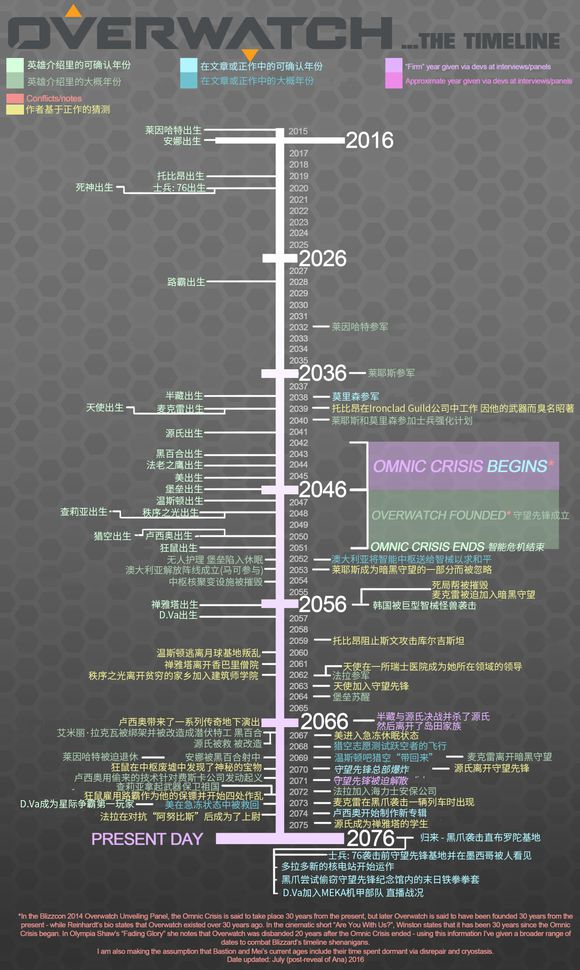 OVERWATCH ...THE TIMELINE
英雄介绍里的可确认年份
在文章或正作中的可确认年份
"Firm" year given via devs at interviews/panels
英雄介绍里的大概年份
在文章或正作中的大概年份
Approximate year given via devs at interviews/panels
Conflicts/notes
作者基于正作的猜测
莱因哈特出生
2015
安娜出生
2016
2017
2018
托比昂出生
2019
死神出生
士兵: 76出生
2020
2021
2022
2023
2024
2025
2026
2027
路霸出生
2028
2029
2030
2031
2032
莱因哈特参军
2033
2034
2035
2036
莱耶斯参军
2037
半藏出生
2038
莫里森参军
天使出生
麦克雷出生
2039
托比昂在Ironclad Guild公司中工作 因他的武器而臭名昭著
2040
莱耶斯和莫里森参加士兵强化计划
源氏出生
2041
2042
黑百合出生
2043
法老之鹰出生
2044
OMNIC CRISIS BEGINS*
美出生
2045
堡垒出生
2046
温斯顿出生
2047
查莉亚出生
秩序之光出生
2048
OVERWATCH FOUNDED* 守望先锋成立
2049
猎空出生
卢西奥出生
2050
狂鼠出生
2051
OMNIC CRISIS ENDS 智能危机结束
无人护理 堡垒陷入休眠
2052
澳大利亚将智能中枢送给智械以求和平
澳大利亚解放阵线成立(马可参与)
2053
莱耶斯成为暗黑守望的一部分而被忽略
中枢核聚变设施被摧毁
2054
死局帮被摧毁
2055
麦克雷被迫加入暗黑守望
禅雅塔出生
2056
韩国被巨型智械怪兽袭击
D.Va出生
2057
2058
2059
托比昂阻止斯文攻击库尔吉斯坦
温斯顿逃离月球基地叛乱
2060
禅雅塔离开香巴里僧院
2061
天使在一所瑞士医院成为她所在领域的领导
秩序之光离开贫穷的家乡加入建筑师学院
2062
法拉参军
2063
天使加入守望先锋
2064
堡垒苏醒
2065
半藏与源氏决战并杀了源氏
卢西奥带来了一系列传奇地下演出
2066
然后离开了岛田家族
艾米丽·拉克瓦被绑架并被改造成潜伏特工 黑百合
2067
美进入急冻休眠状态
源氏被救 被改造
2068
猎空志愿测试跃空者的飞行
莱因哈特被迫退休
安娜被黑百合射中
2069
温斯顿吧猎空“带回来”
麦克雷离开暗黑守望
狂鼠在中枢废墟中发现了神秘的宝物
2070
守望先锋总部爆炸
源氏离开守望先锋
卢西奥用偷来的技术针对费斯卡公司发动起义
2071
守望先锋被迫解散
查莉亚拿起武器保卫祖国
2072
法拉加入海力士安保公司
狂鼠雇用路霸作为他的保镖并开始四处作乱
D.Va成为星际争霸第一玩家
美在急冻状态中被救回
2073
麦克雷在黑爪袭击一辆列车时出现
法拉在对抗 “阿努比斯” 后成为了上尉
2074
卢西奥开始制作新专辑
2075
源氏成为禅雅塔的学生
PRESENT DAY
2076
归来 - 黑爪袭击直布罗陀基地
士兵: 76袭击前守望先锋基地并在墨西哥被人看见
多拉多新的核电站开始运作
黑爪尝试偷窃守望先锋纪念馆内的末日铁拳拳套
D.Va加入MEKA机甲部队 直播战况
*In the Blizzcon 2014 Overwatch Unveiling Panel, the Omnic Crisis is said to take place 30 years from the present, but later Overwatch is said to have been founded 30 years from the
present - while Reinhardt's bio states that Overwatch existed over 30 years ago. In the cinematic short "Are You With Us?", Winston states that it has been 30 years since the Omnic
Crisis began. In Olympia Shaw's "Fading Glory" she notes that Overwatch was disbanded 20 years after the Omnic Crisis ended - using this information I've given a broader range of
dates to combat Blizzard's timeline shenanigans.
I am also making the assumption that Bastion and Mei's current ages include their time spent dormant via disrepair and cryostasis.
Date updated: July (post-reveal of Ana) 2016